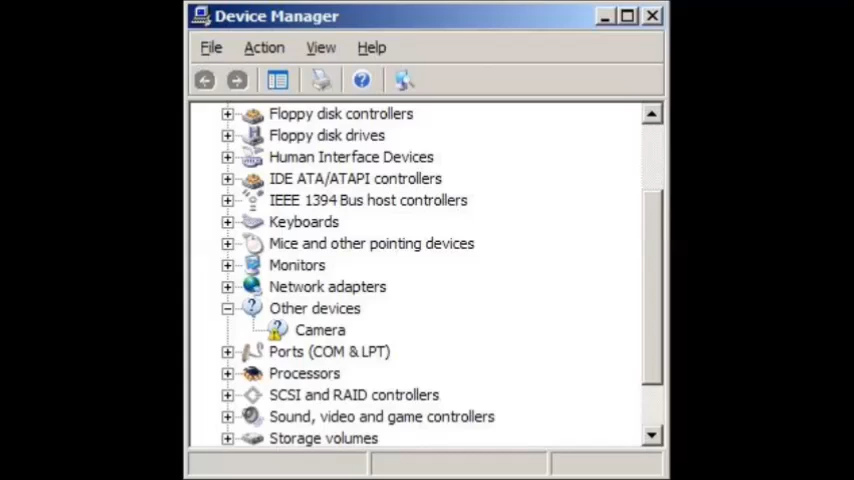 Device Manager
File Action View Help
Floppy disk controllers
Floppy disk drives
Human Interface Devices
IDE ATA/ATAPI controllers
IEEE 1394 Bus host controllers
Keyboards
Mice and other pointing devices
Monitors
Network adapters
Other devices
Camera
Ports (COM & LPT)
Processors
SCSI and RAID controllers
Sound, video and game controllers
Storage volumes